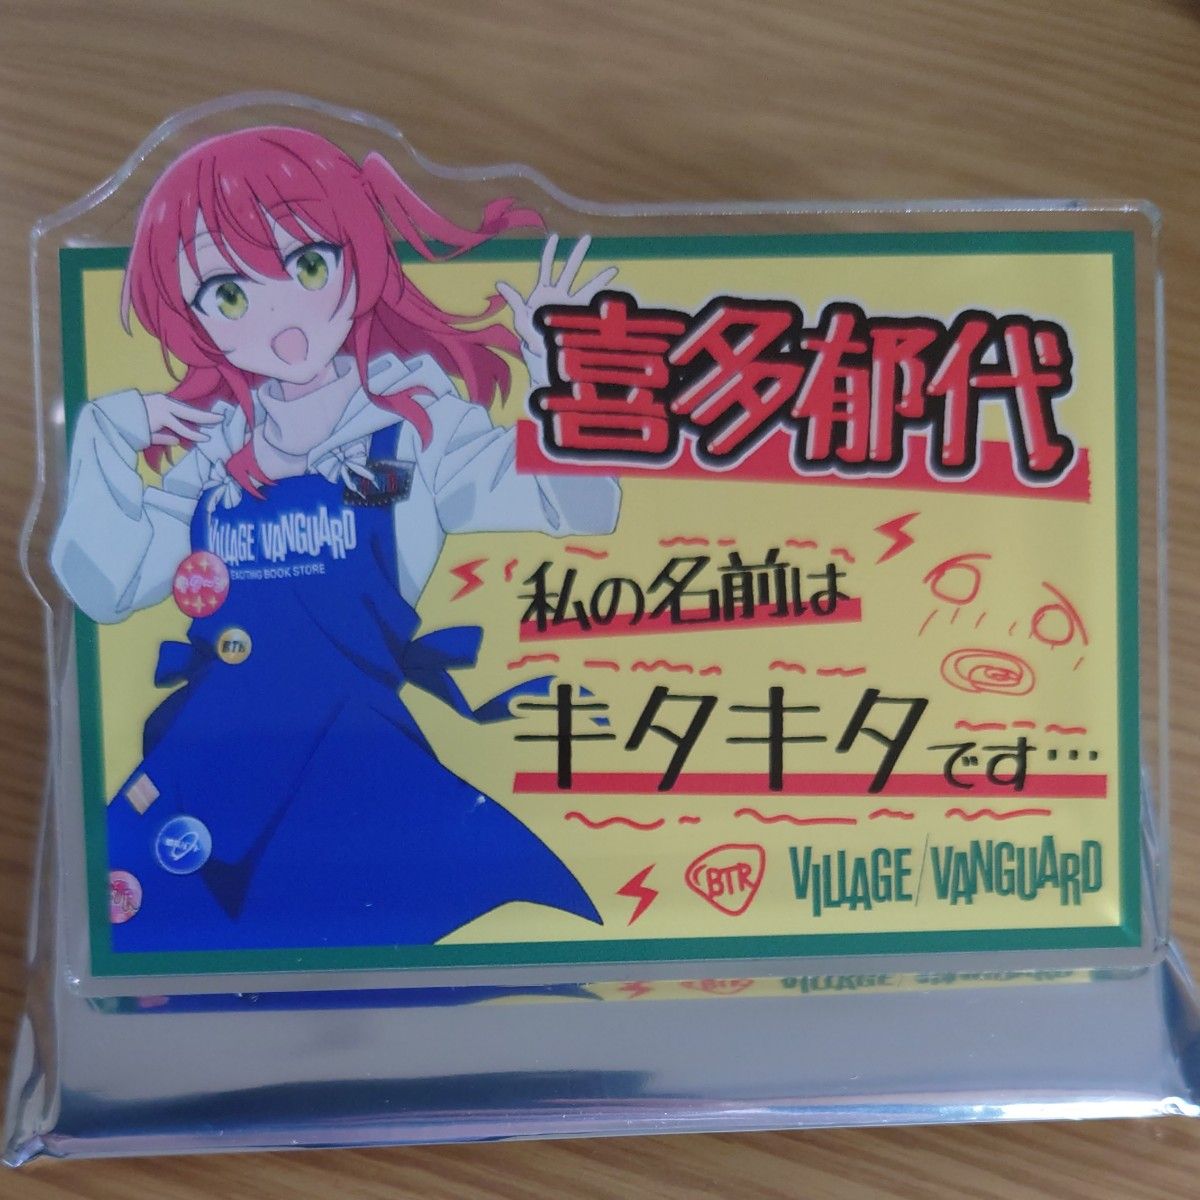 喜多郁代
VILLAGE VANGUARD
EXCITING BOOK STORE
BTR
私の名前は
キタキタです…
BTR
VILLAGE/VANGUARD